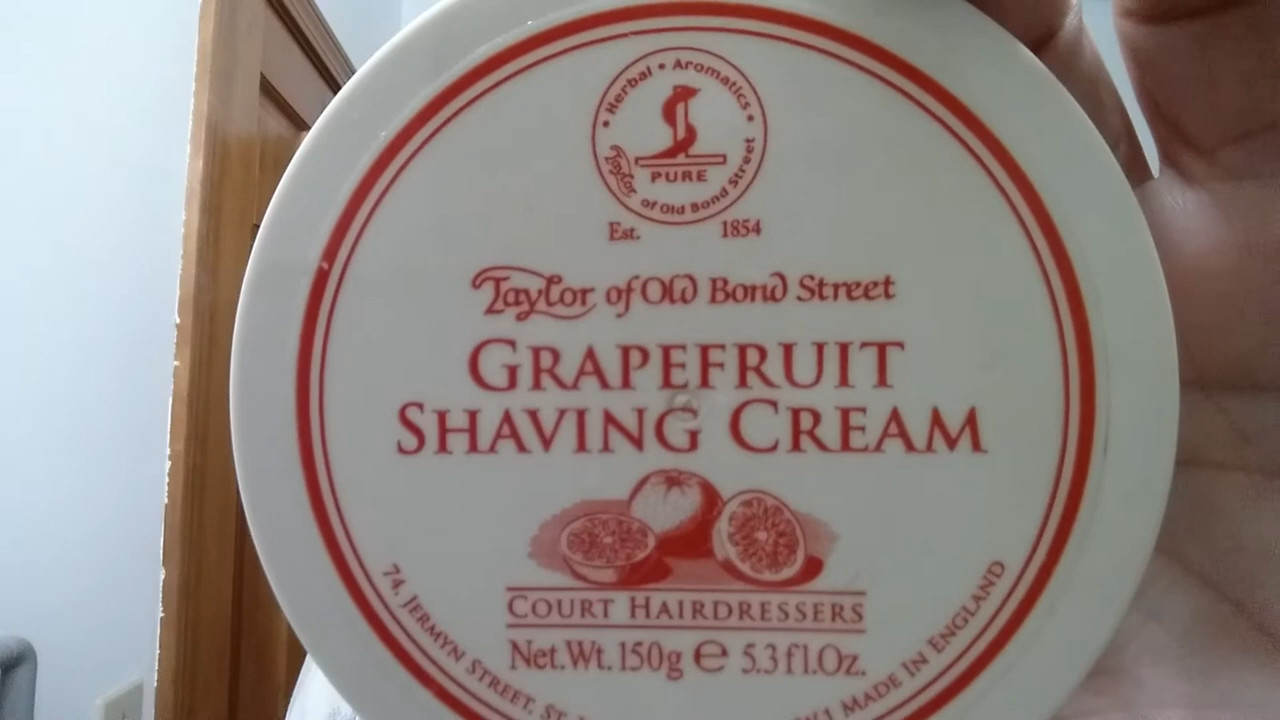 • Herbal • Aromatics •
PURE
Taylor of Old Bond Street
Est. 1854
Taylor of Old Bond Street
GRAPEFRUIT
SHAVING CREAM
COURT HAIRDRESSERS
Net.Wt. 150g e 5.3fl.Oz.
74, JERMYN STREET, ST. MADE IN ENGLAND